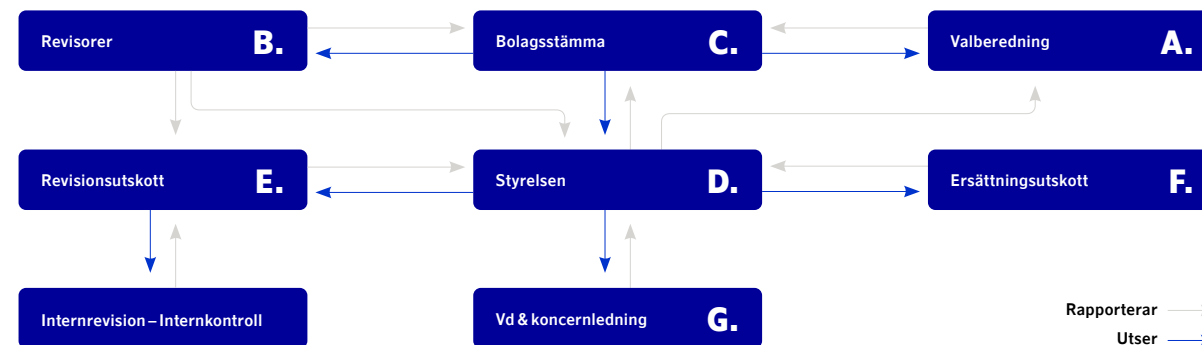 Revisorer B.
Bolagsstämma C.
Valberedning A.
Revisionsutskott E.
Styrelsen D.
Ersättningsutskott F.
Internrevision – Internkontroll
Vd & koncernledning G.
Rapporterar
Utser